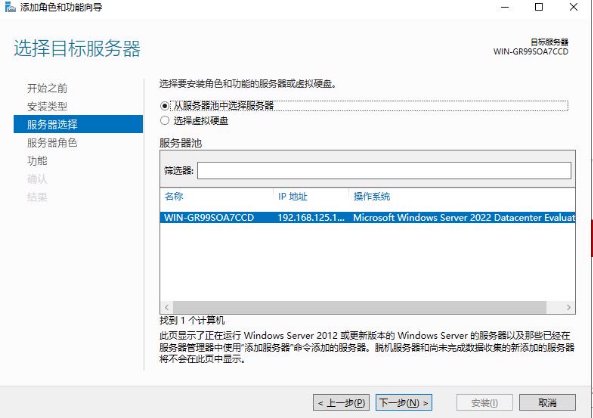 添加角色和功能向导
选择目标服务器
目标服务器
WIN-GR99SOA7CCD
开始之前
安装类型
服务器选择
服务器角色
功能
确认
结果
选择要安装角色和功能的服务器或虚拟硬盘。
从服务器池中选择服务器
选择虚拟硬盘
服务器池
筛选器:
名称 IP 地址 操作系统
WIN-GR99SOA7CCD 192.168.125.1... Microsoft Windows Server 2022 Datacenter Evaluat
找到 1 个计算机
此页显示了正在运行 Windows Server 2012 或更新版本的 Windows Server 的服务器以及那些已经在
服务器管理器中使用"添加服务器"命令添加的服务器。脱机服务器和尚未完成数据收集的新添加的服务器
将不会在此页中显示。
< 上一步(P) 下一步(N) > 安装(I) 取消